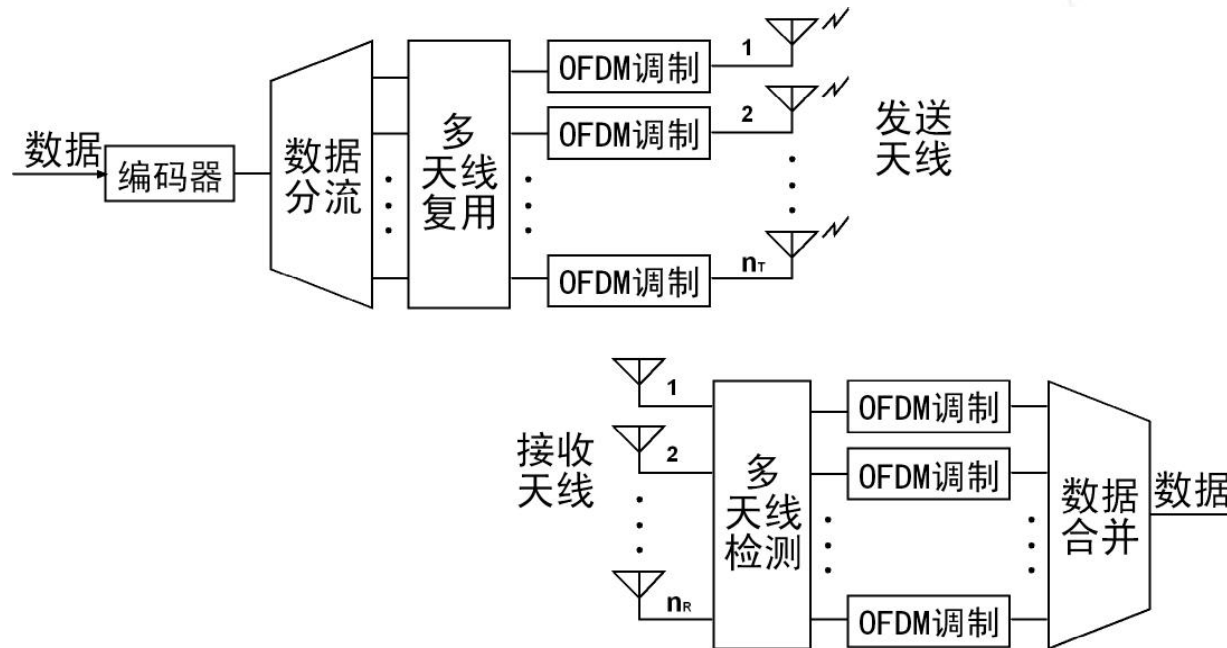 数据
编码器
数据
分流
多
天线
复用
OFDM调制
1
OFDM调制
2
OFDM调制
nT
发送
天线
接收
天线
1
2
nR
多
天线
检测
OFDM调制
OFDM调制
OFDM调制
数据
合并
数据